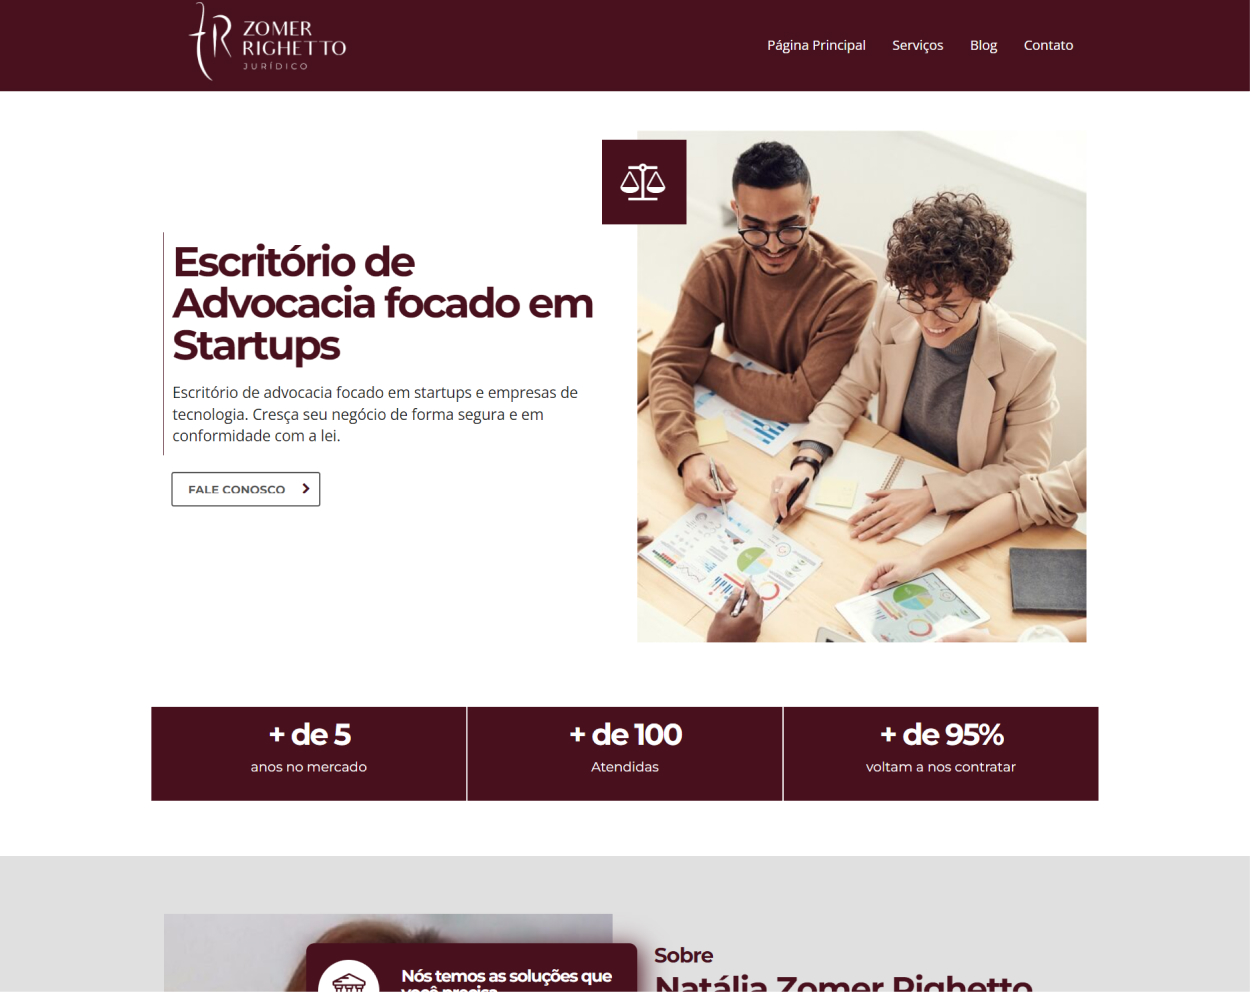 ZOMER
RIGHETTO
JURÍDICO
Página Principal Serviços Blog Contato
Escritório de
Advocacia focado em
Startups
Escritório de advocacia focado em startups e empresas de
tecnologia. Cresça seu negócio de forma segura e em
conformidade com a lei.
FALE CONOSCO
+ de 5
anos no mercado
+ de 100
Atendidas
+ de 95%
voltam a nos contratar
Nós temos as soluções que
você precisa
Sobre
Natália Zomer Righetto